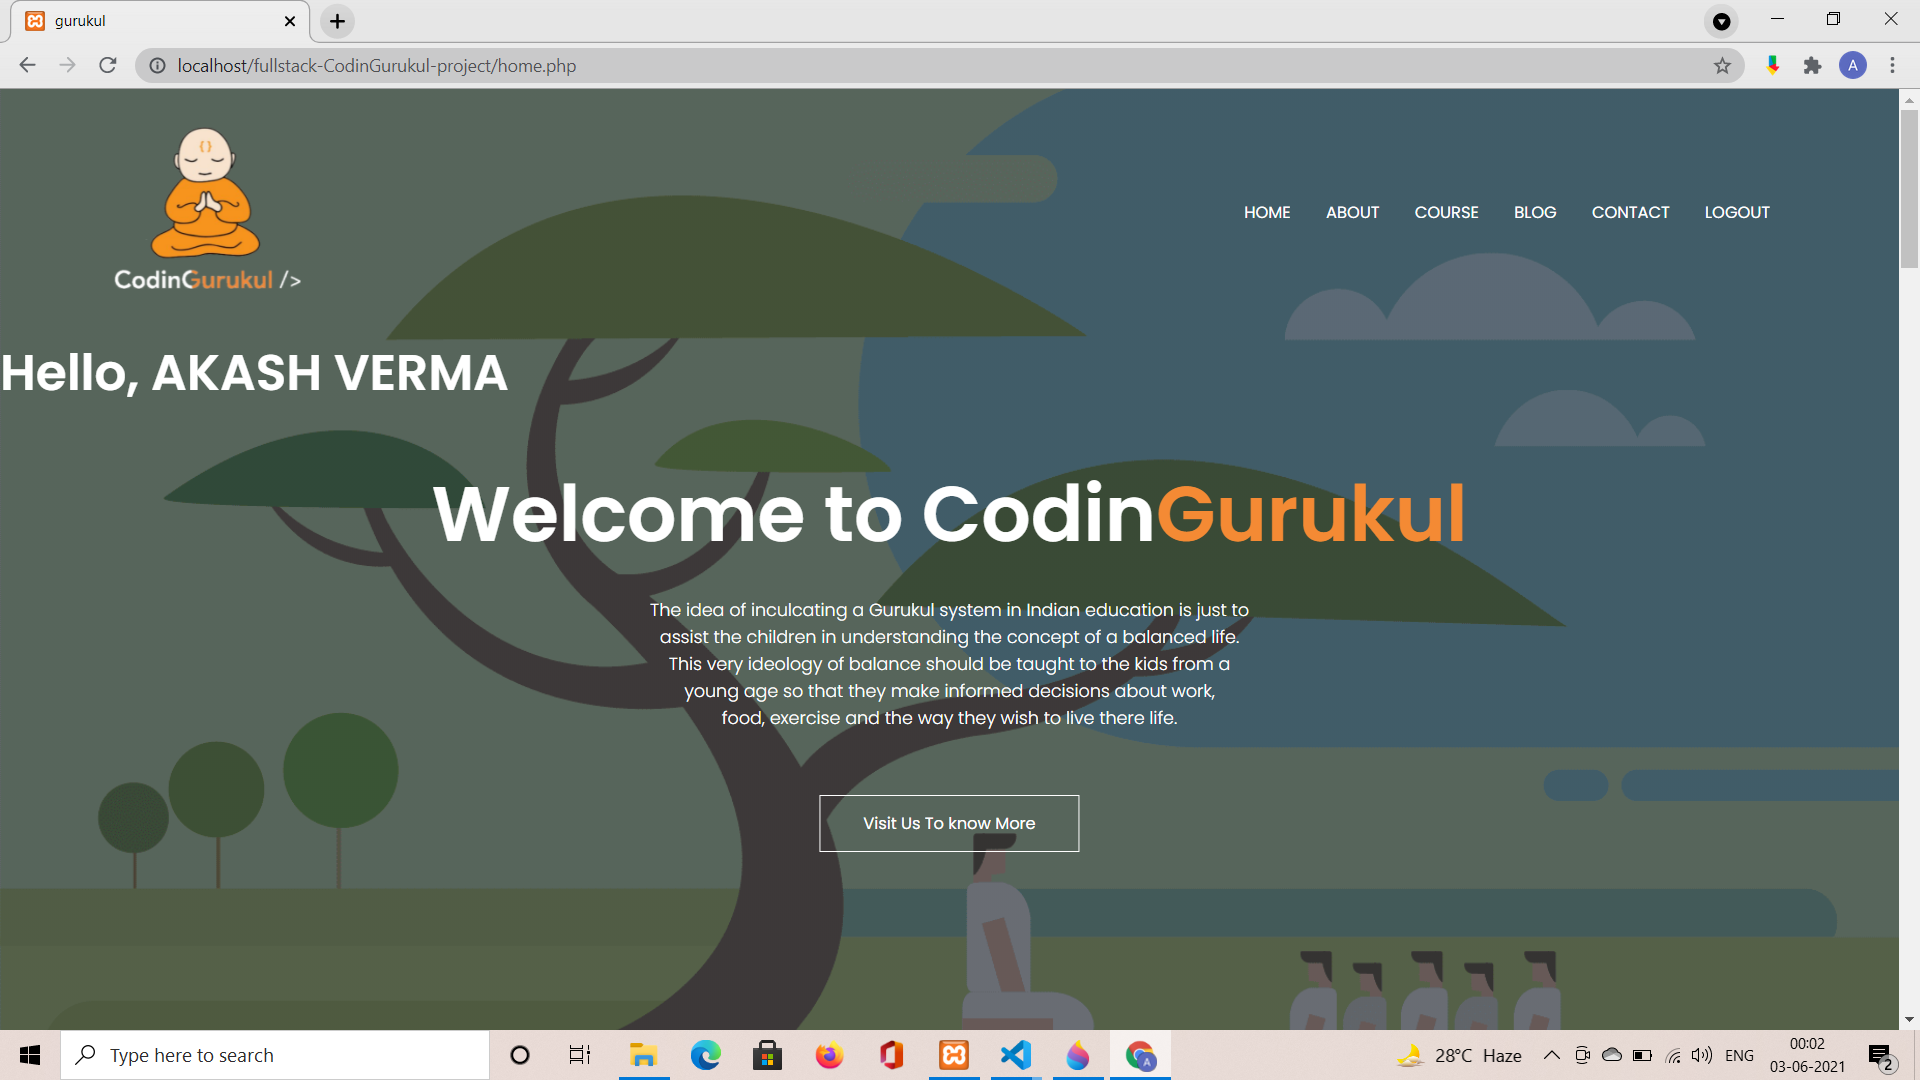 gurukul
localhost/fullstack-CodinGurukul-project/home.php
A
{}
CodinGurukul />
HOME ABOUT COURSE BLOG CONTACT LOGOUT
Hello, AKASH VERMA
Welcome to CodinGurukul
The idea of inculcating a Gurukul system in Indian education is just to
assist the children in understanding the concept of a balanced life.
This very ideology of balance should be taught to the kids from a
young age so that they make informed decisions about work,
food, exercise and the way they wish to live there life.
Visit Us To know More
Type here to search
A
28°C Haze
ENG
00:02
03-06-2021
2